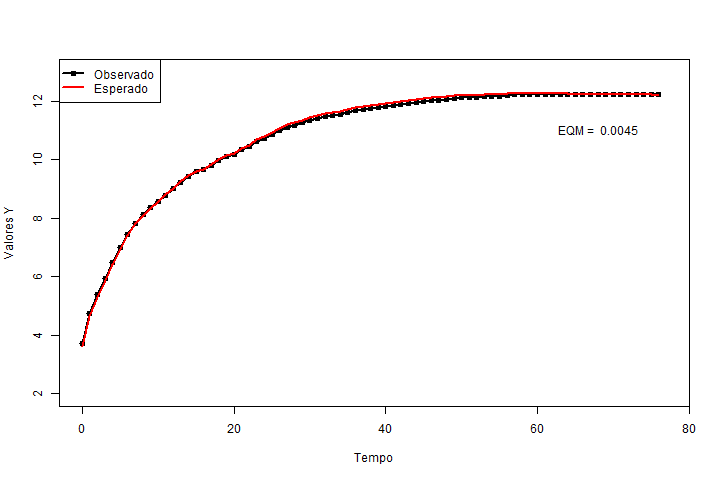 Observado
Esperado
EQM = 0.0045
Valores Y
12
10
8
6
4
2
0 20 40 60 80
Tempo